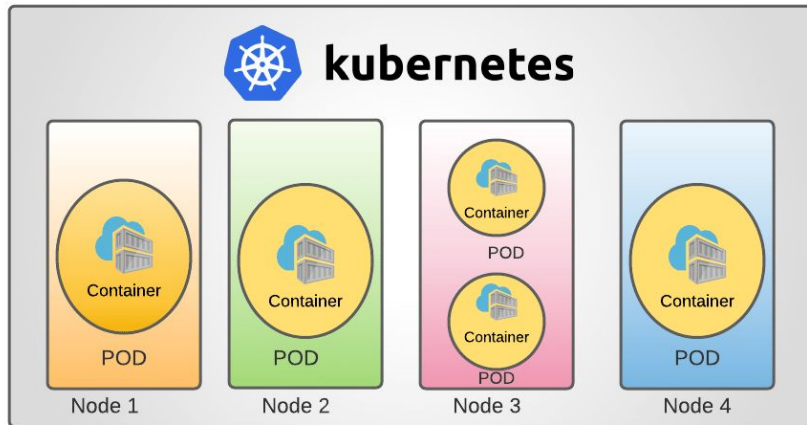 kubernetes
Container
POD
Node 1
Container
POD
Node 2
Container
POD
Container
POD
Node 3
Container
POD
Node 4